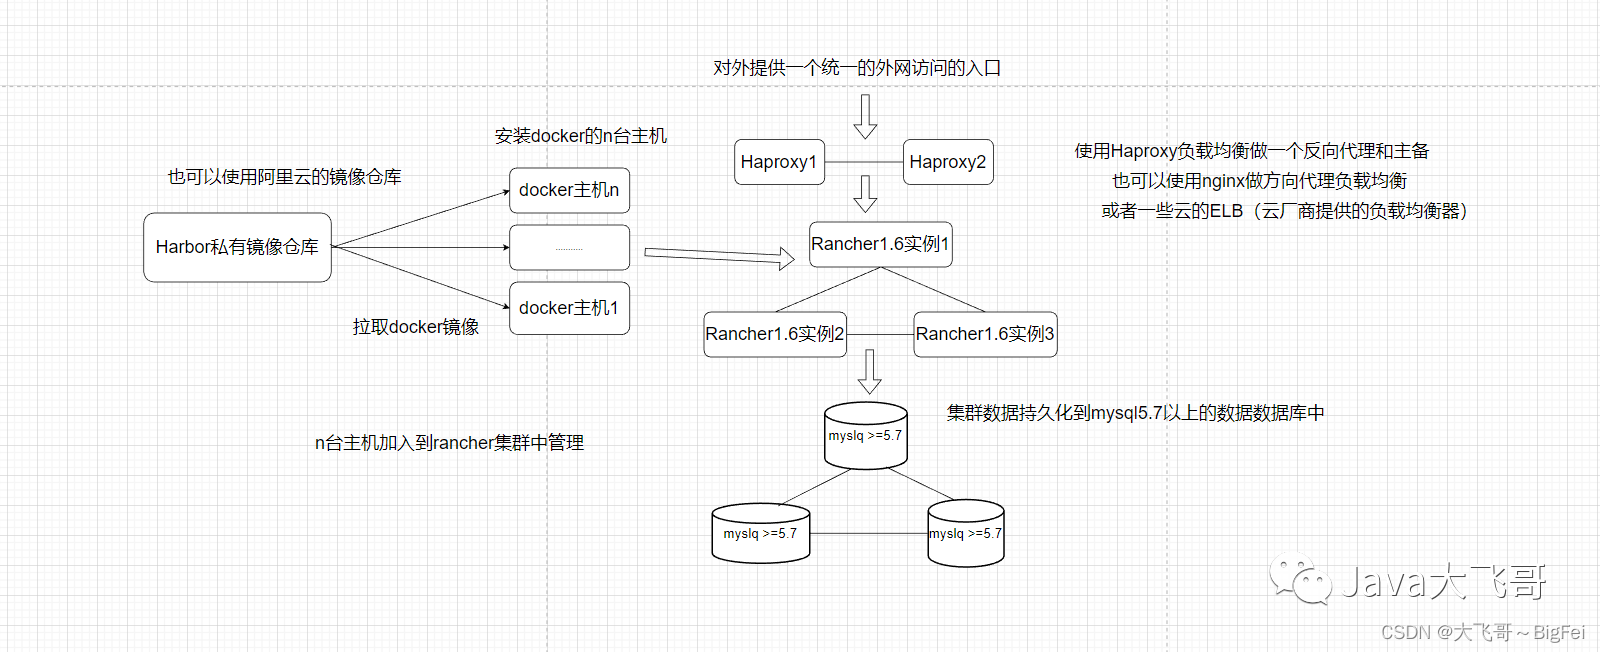 对外提供一个统一的外网访问的入口
安装docker的n台主机
也可以使用阿里云的镜像仓库
Harbor私有镜像仓库
docker主机n
...........
docker主机1
拉取docker镜像
n台主机加入到rancher集群中管理
Haproxy1
Haproxy2
使用Haproxy负载均衡做一个反向代理和主备
也可以使用nginx做方向代理负载均衡
或者一些云的ELB（云厂商提供的负载均衡器）
Rancher1.6实例1
Rancher1.6实例2
Rancher1.6实例3
集群数据持久化到mysql5.7以上的数据数据库中
myslq >=5.7
myslq >=5.7
myslq >=5.7
Java大飞哥
CSDN @大飞哥～BigFei